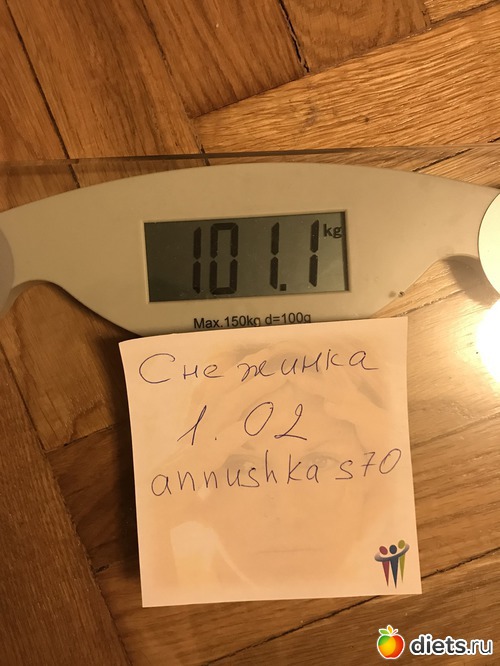 101.1 kg
Max.150kg d=100g
Снежинка
1.02
annushka s70
diets.ru